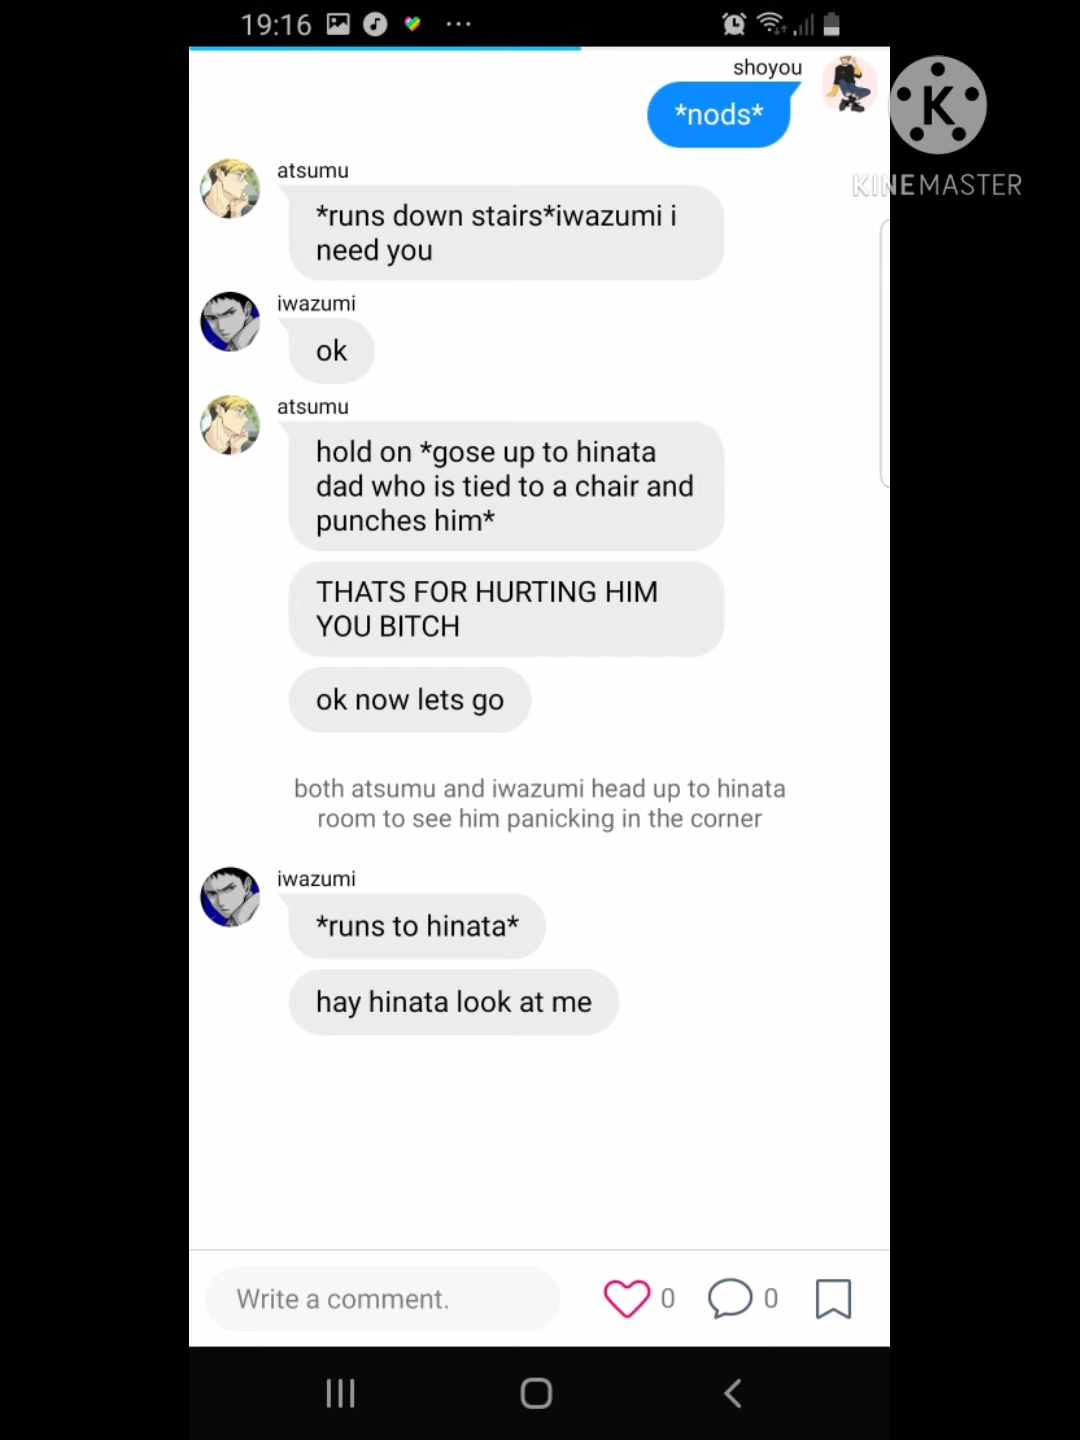 19:16
shoyou
*nods*
KINEMASTER
atsumu
*runs down stairs*iwazumi i
need you
iwazumi
ok
atsumu
hold on *gose up to hinata
dad who is tied to a chair and
punches him*
THATS FOR HURTING HIM
YOU BITCH
ok now lets go
both atsumu and iwazumi head up to hinata
room to see him panicking in the corner
iwazumi
*runs to hinata*
hay hinata look at me
Write a comment.
0
0